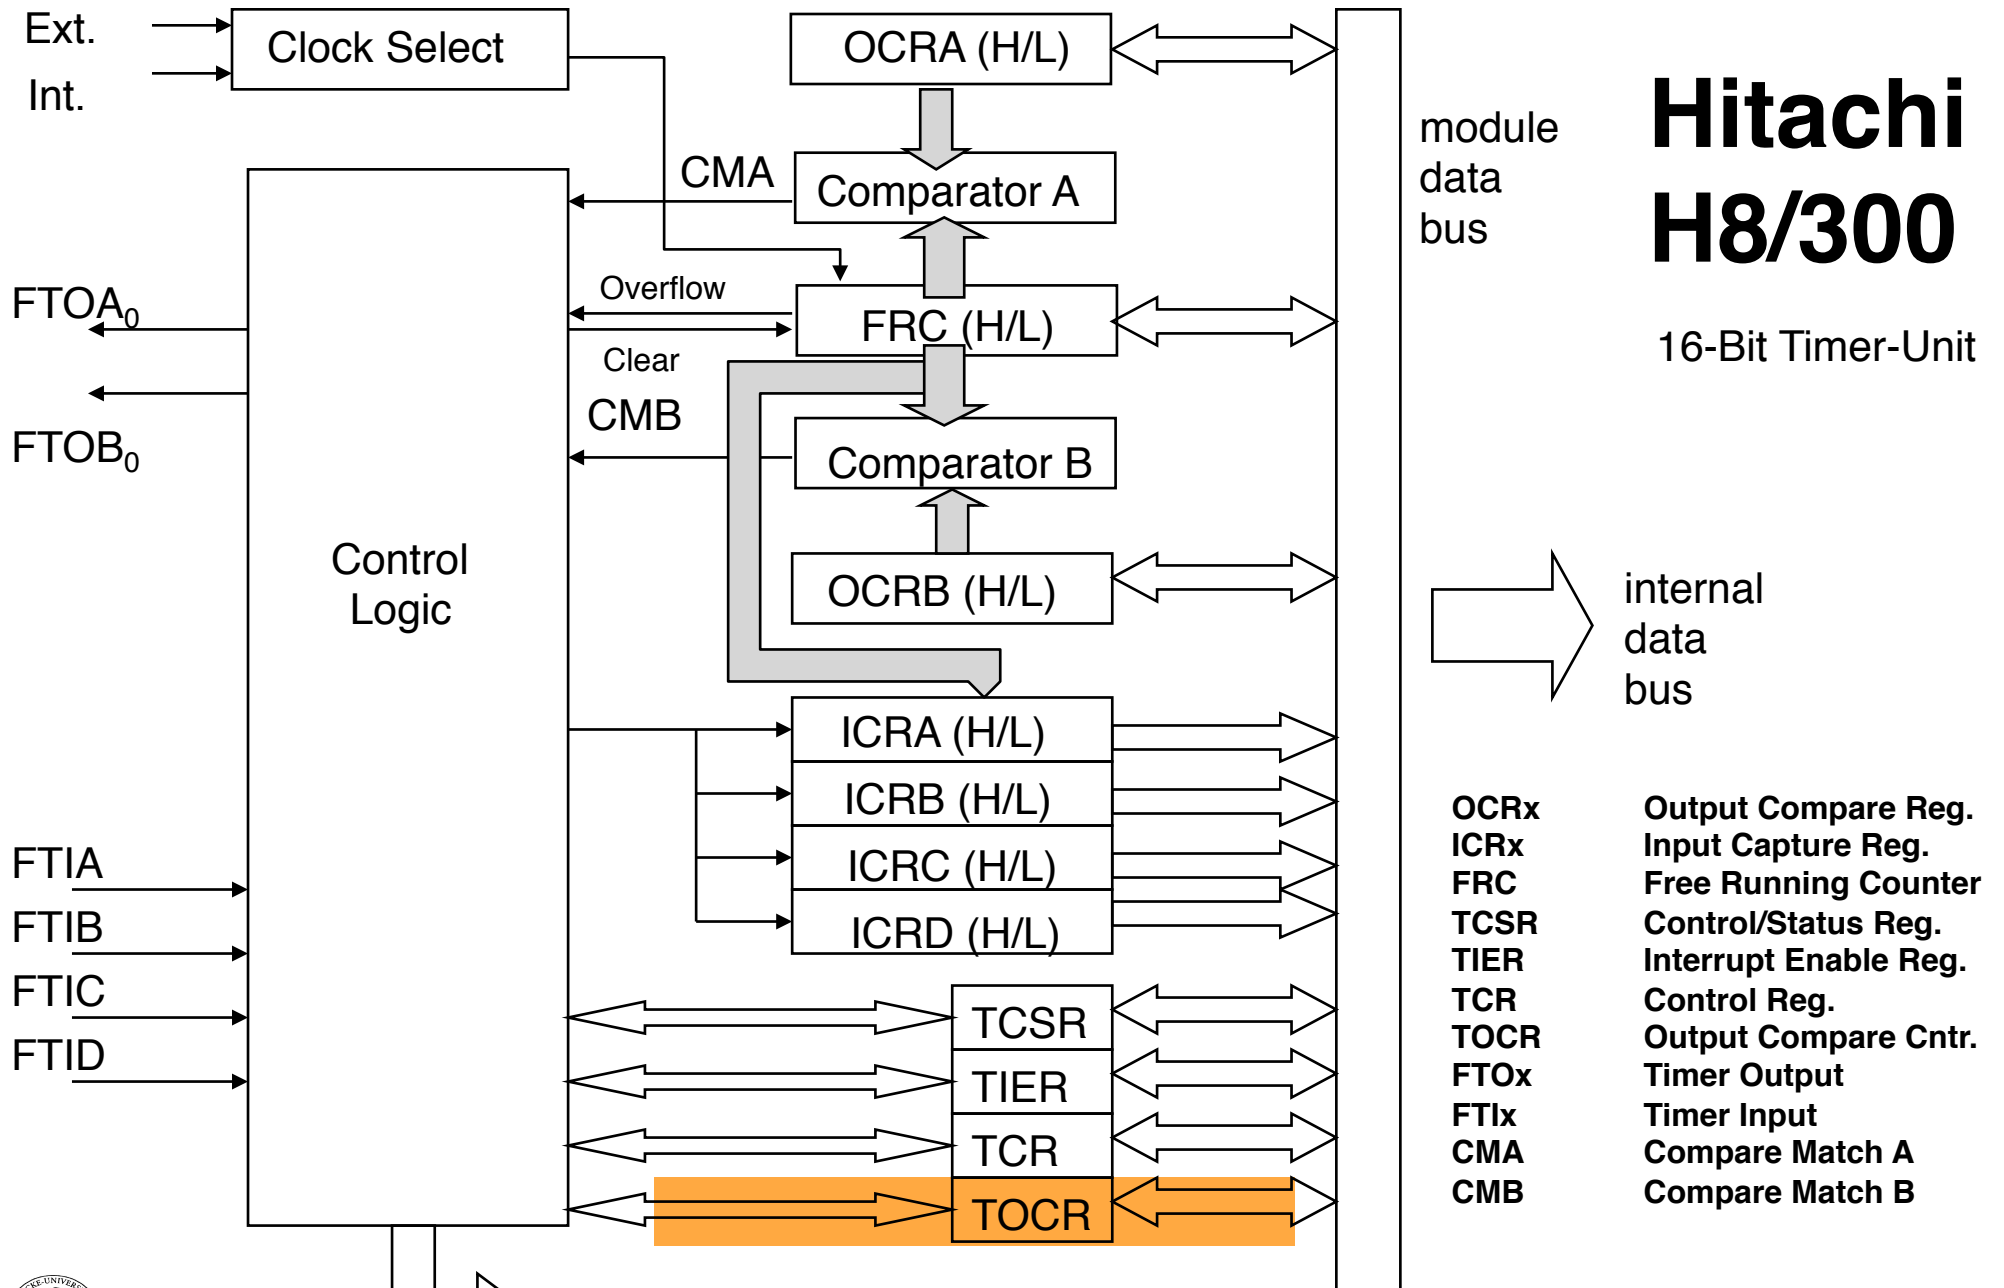 Ext.
Int.
Clock Select
OCRA (H/L)
module
data
bus
Hitachi
H8/300
16-Bit Timer-Unit
CMA
Comparator A
Overflow
FRC (H/L)
Clear
CMB
Comparator B
OCRB (H/L)
FTOA0
FTOB0
Control
Logic
internal
data
bus
ICRA (H/L)
ICRB (H/L)
ICRC (H/L)
ICRD (H/L)
FTIA
FTIB
FTIC
FTID
TCSR
TIER
TCR
TOCR
OCRx Output Compare Reg.
ICRx Input Capture Reg.
FRC Free Running Counter
TCSR Control/Status Reg.
TIER Interrupt Enable Reg.
TCR Control Reg.
TOCR Output Compare Cntr.
FTOx Timer Output
FTIx Timer Input
CMA Compare Match A
CMB Compare Match B